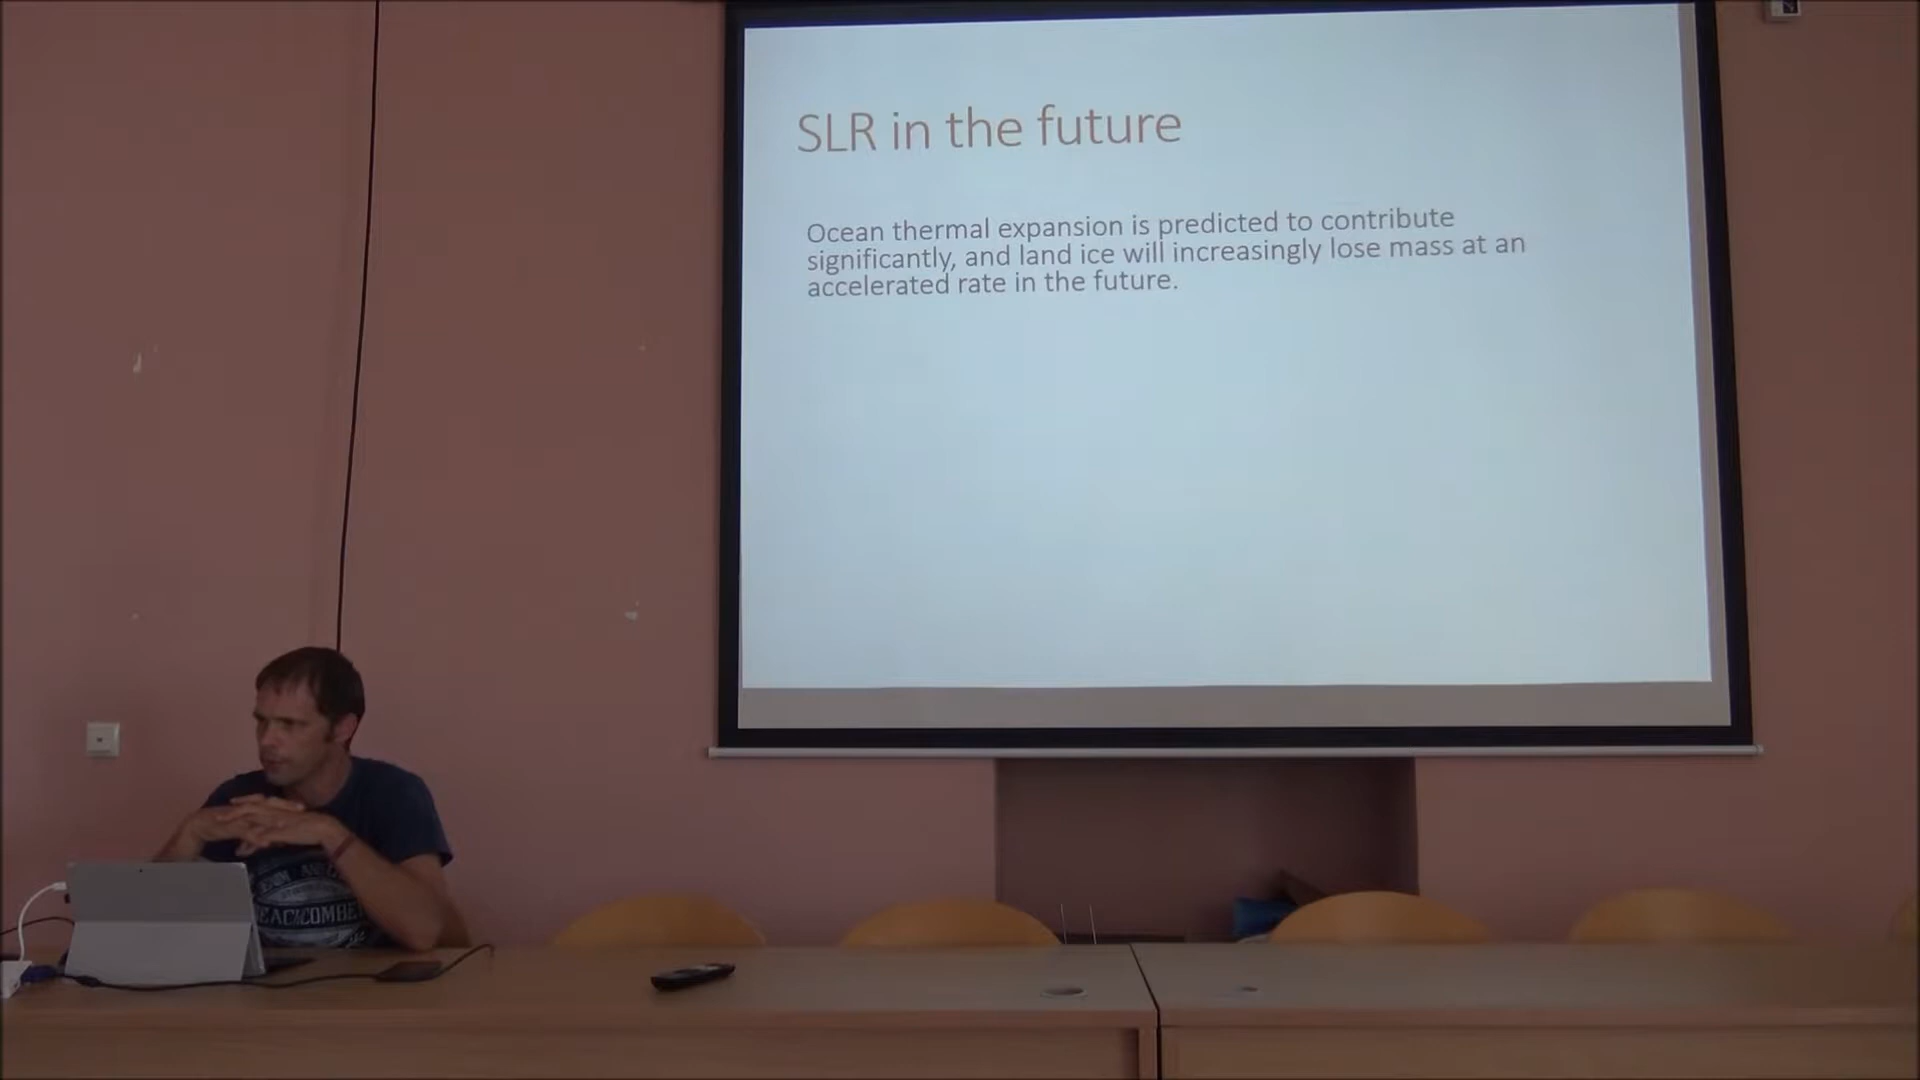 SLR in the future
Ocean thermal expansion is predicted to contribute
significantly, and land ice will increasingly lose mass at an
accelerated rate in the future.